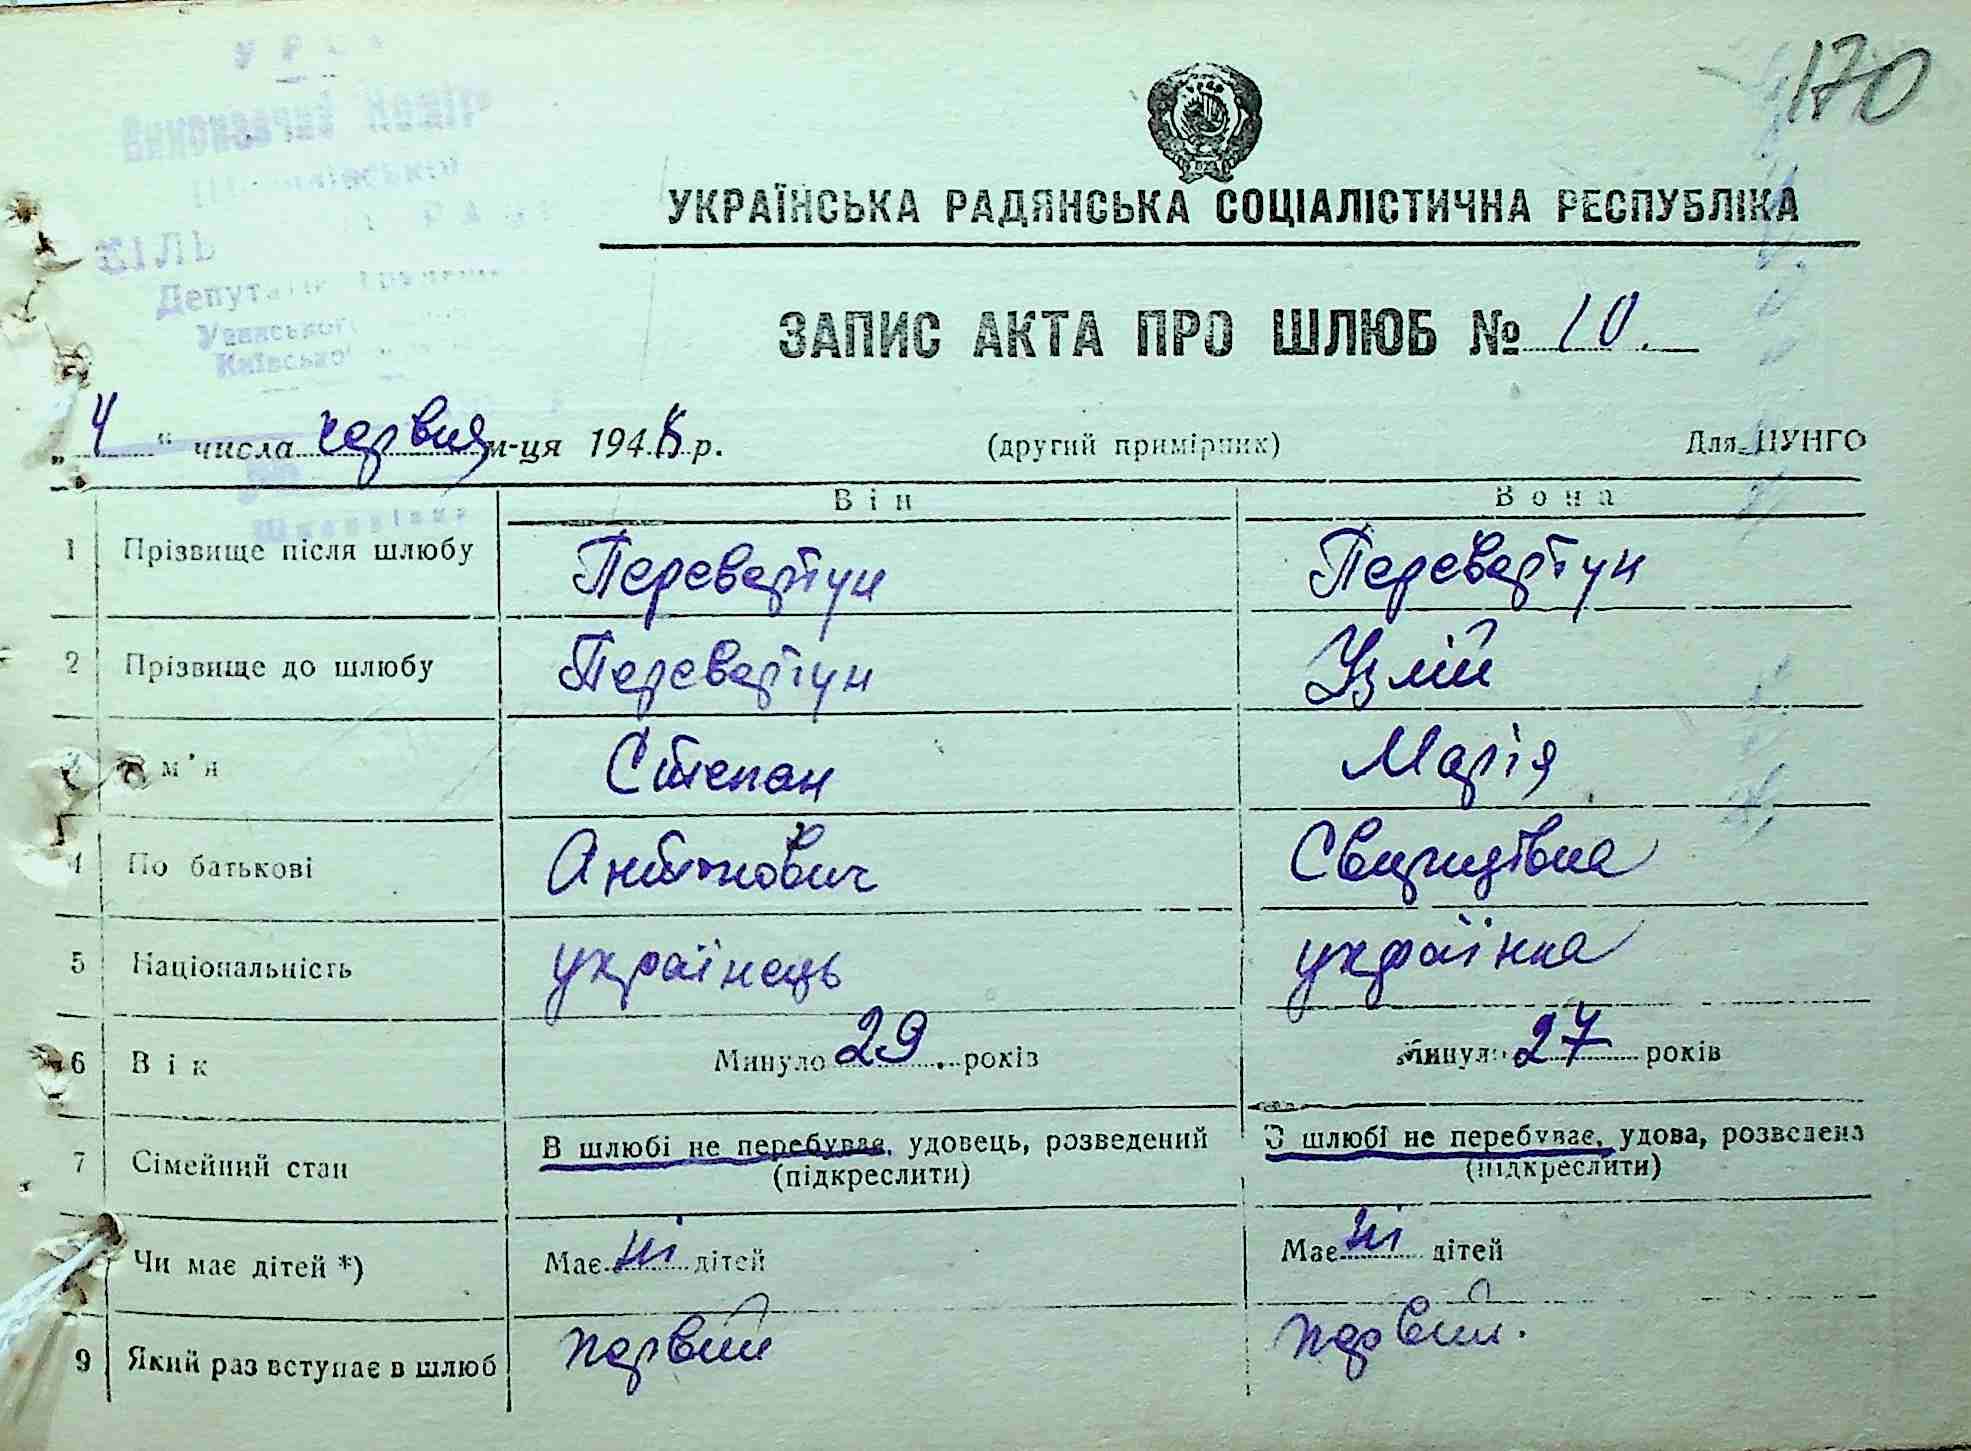 170
УКРАЇНСЬКА РАДЯНСЬКА СОЦІАЛІСТИЧНА РЕСПУБЛІКА
ЗАПИС АКТА ПРО ШЛЮБ № 10.
„ 4 “ числа червня м-ця 194 р.
(другий примірник)
Для ЦУНГО
Він
Вона
1 Прізвище після шлюбу Перевертун Перевертун
2 Прізвище до шлюбу Перевертун Узлій
м'я Степан Марія
4 По батькові Антонович
5 Національність українець українка
6 Вік Минуло 29 років Минуло 27 років
7 Сімейний стан В шлюбі не перебуває, удовець, розведений В шлюбі не перебуває, удова, розведена
(підкреслити) (підкреслити)
Чи має дітей *) Має ні дітей Має ні дітей
9 Який раз вступає в шлюб первий первий.